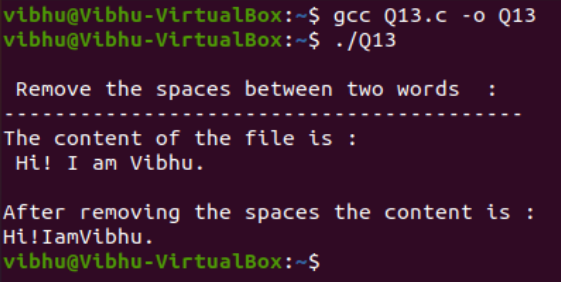 vibhu@Vibhu-VirtualBox:~$ gcc Q13.c -o Q13
vibhu@Vibhu-VirtualBox:~$ ./Q13
Remove the spaces between two words  :
-----------------------------------------
The content of the file is :
Hi! I am Vibhu.
After removing the spaces the content is :
Hi!IamVibhu.
vibhu@Vibhu-VirtualBox:~$